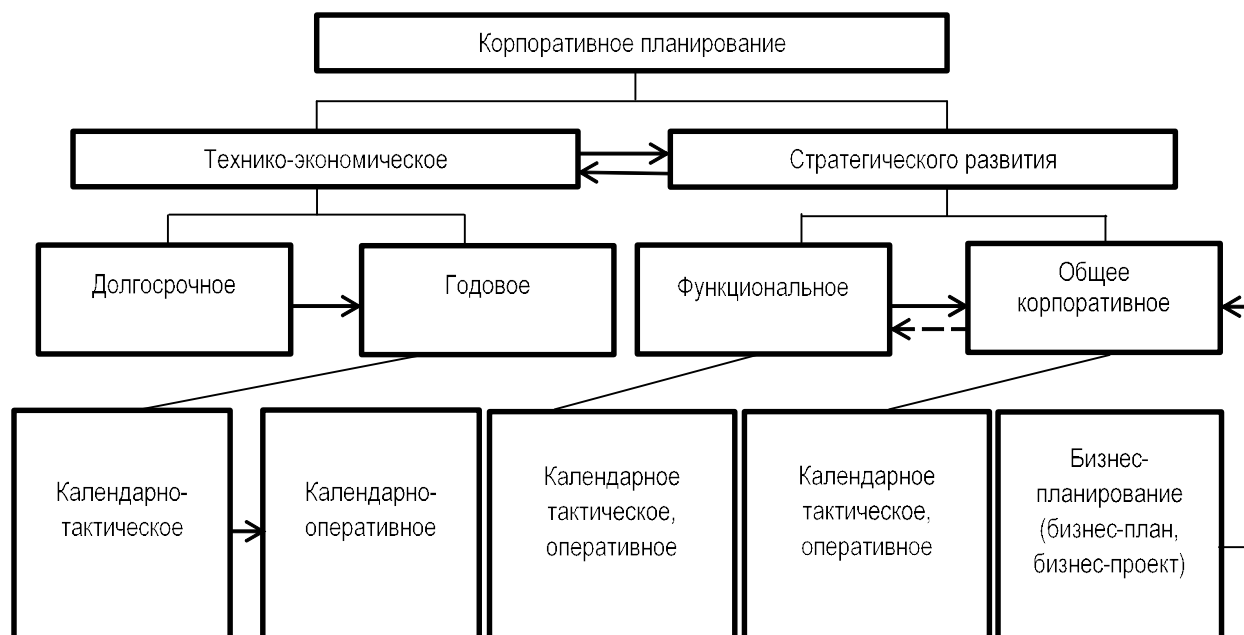 Корпоративное планирование
Технико-экономическое
Стратегического развития
Долгосрочное
Годовое
Функциональное
Общее
корпоративное
Календарно-
тактическое
Календарно-
оперативное
Календарное
тактическое,
оперативное
Календарное
тактическое,
оперативное
Бизнес-
планирование
(бизнес-план,
бизнес-проект)